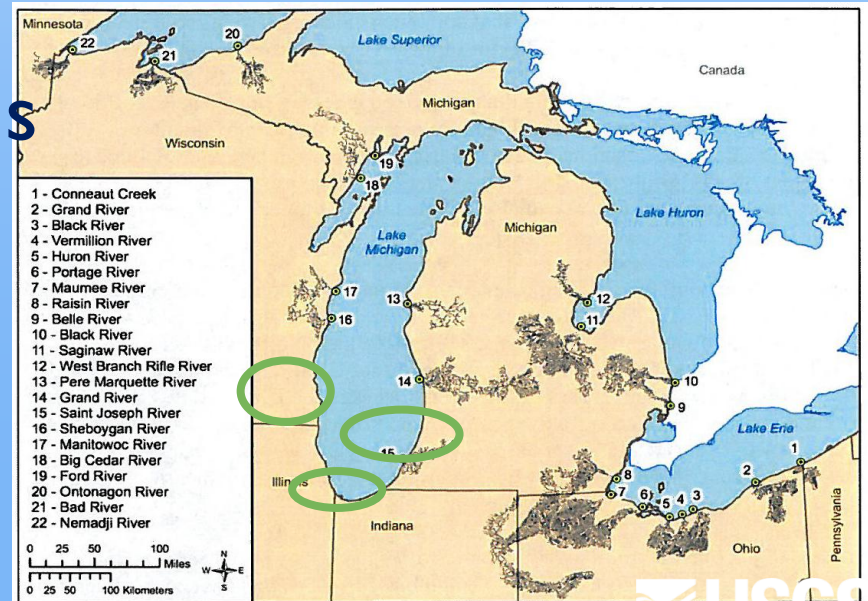 Minnesota
22
21
20
Lake Superior
Canada
S
Wisconsin
Michigan
19
18
1 - Conneaut Creek
2 - Grand River
3 - Black River
4 - Vermillion River
5 - Huron River
6 - Portage River
7 - Maumee River
8 - Raisin River
9 - Belle River
10 - Black River
11 - Saginaw River
12 - West Branch Rifle River
13 - Pere Marquette River
14 - Grand River
15 - Saint Joseph River
16 - Sheboygan River
17 - Manitowoc River
18 - Big Cedar River
19 - Ford River
20 - Ontonagon River
21 - Bad River
22 - Nemadji River
Lake
Michigan
Michigan
Lake Huron
17
16
13
12
11
14
10
9
15
Lake Erie
1
2
8
7
6
5
4
3
Illinois
Indiana
Ohio
Pennsylvania
0 25 50 100
Miles
0 25 50 100 Kilometers
N
W
E
S
USGS